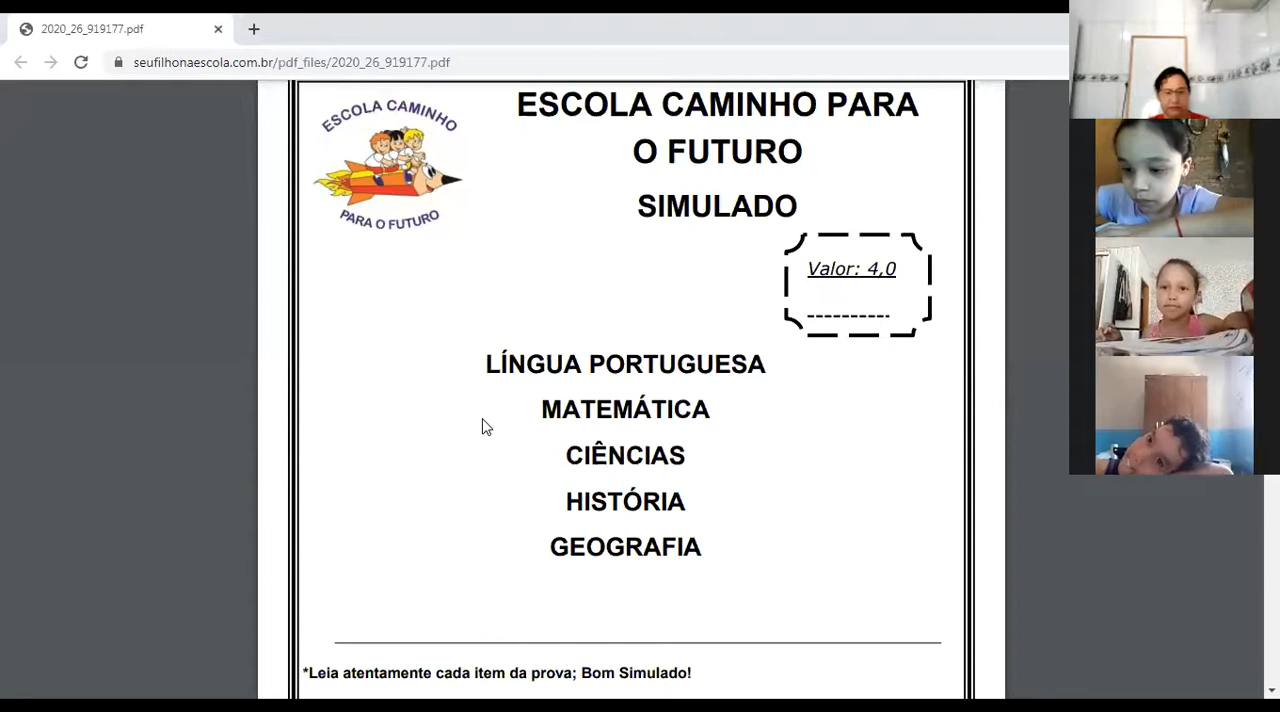 2020_26_919177.pdf
seufilhonaescola.com.br/pdf_files/2020_26_919177.pdf
ESCOLA CAMINHO
PARA O FUTURO
ESCOLA CAMINHO PARA
O FUTURO
SIMULADO
Valor: 4,0
----------
LÍNGUA PORTUGUESA
MATEMÁTICA
CIÊNCIAS
HISTÓRIA
GEOGRAFIA
*Leia atentamente cada item da prova; Bom Simulado!